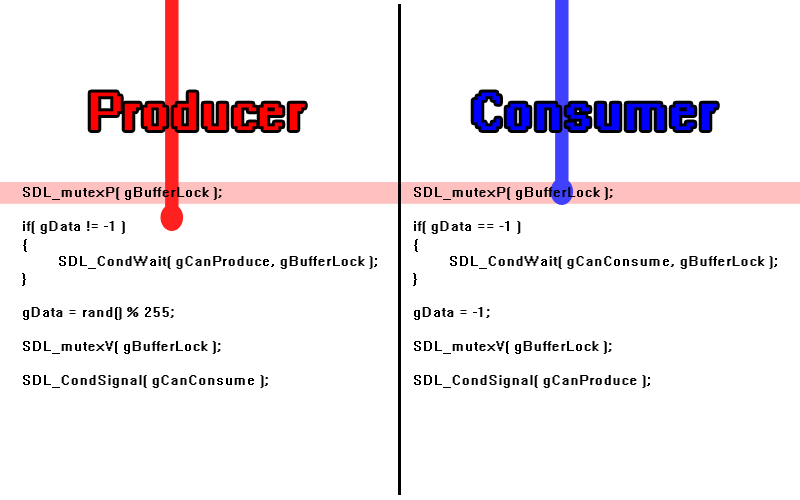 Producer
SDL_mutexP( gBufferLock );
if( gData != -1 )
{
SDL_CondWait( gCanProduce, gBufferLock );
}
gData = rand() % 255;
SDL_mutexV( gBufferLock );
SDL_CondSignal( gCanConsume );
Consumer
SDL_mutexP( gBufferLock );
if( gData == -1 )
{
SDL_CondWait( gCanConsume, gBufferLock );
}
gData = -1;
SDL_mutexV( gBufferLock );
SDL_CondSignal( gCanProduce );